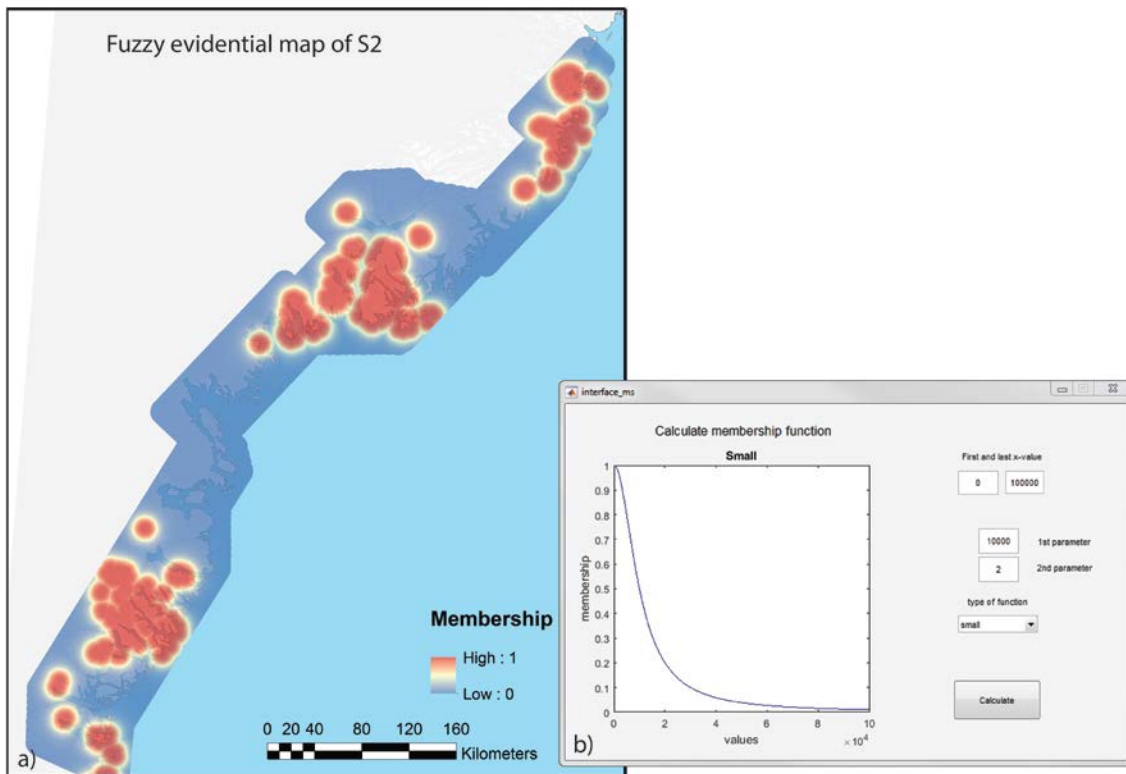 Fuzzy evidential map of S2
Membership
High : 1
Low : 0
0 20 40 80 120 160
Kilometers
a)
interface_ms
Calculate membership function
Small
1
0.9
0.8
0.7
0.6
0.5
0.4
0.3
0.2
0.1
0
membership
0 2 4 6 8 10
values
×10⁴
First and last x-value
0 100000
10000 1st parameter
2 2nd parameter
type of function
small
Calculate
b)